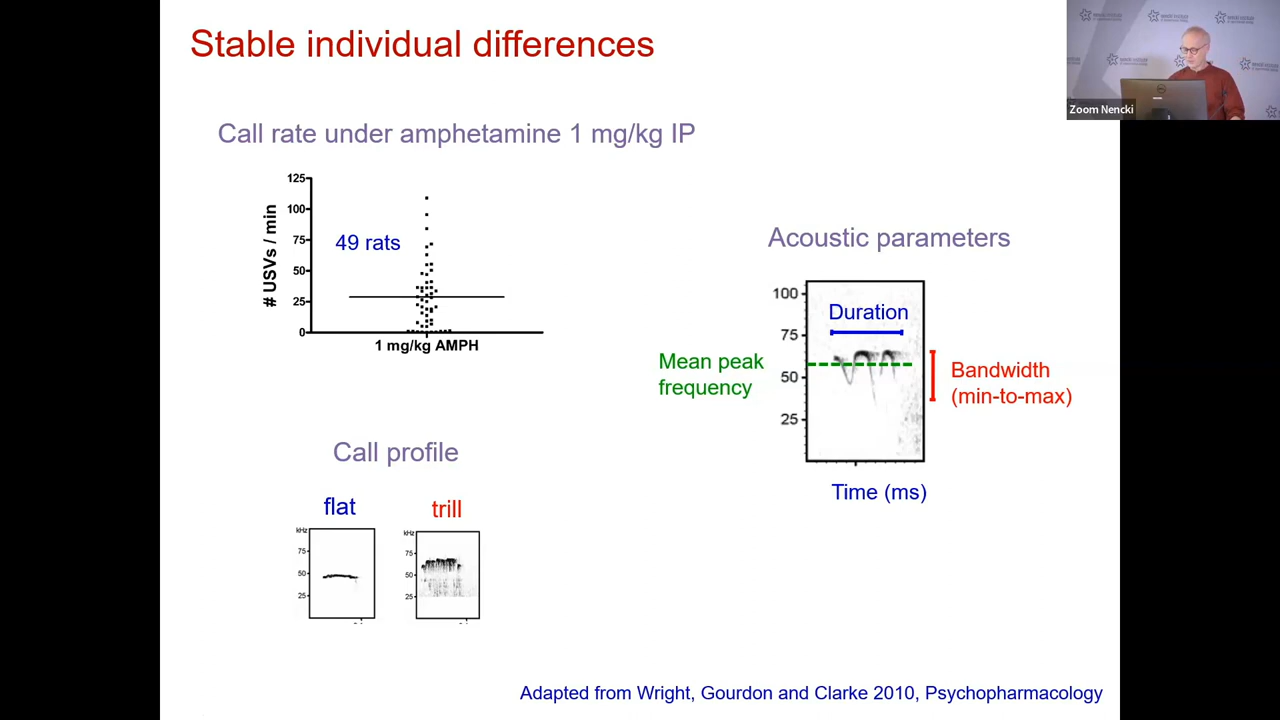 Stable individual differences
Zoom Nencki
Call rate under amphetamine 1 mg/kg IP
# USVs / min
125
100
75
50
25
0
49 rats
1 mg/kg AMPH
Acoustic parameters
100
75
50
25
Duration
Mean peak
frequency
Bandwidth
(min-to-max)
Time (ms)
Call profile
flat
trill
kHz
75
50
25
kHz
75
50
25
Adapted from Wright, Gourdon and Clarke 2010, Psychopharmacology